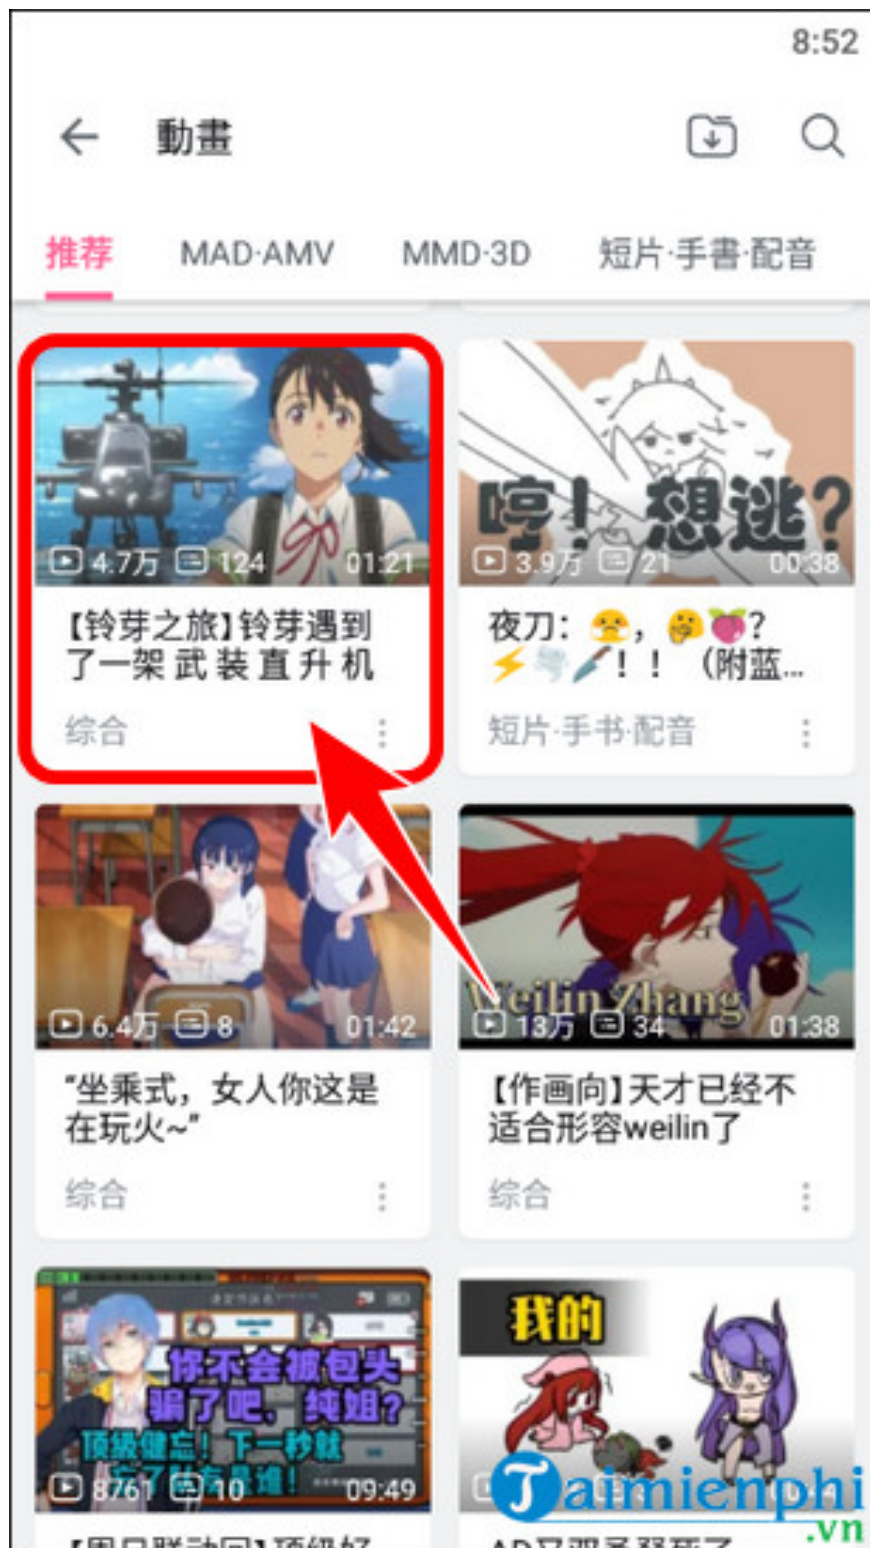 8:52
動畫
推荐 MAD·AMV MMD·3D 短片·手書·配音
4.7万 124 01:21
【铃芽之旅】铃芽遇到
了一架 武 装 直 升 机
综合
哼！想逃?
3.9万 21 00:38
夜刀：😷，🤔🍑?
⚡🌪️🔪！！（附蓝...
短片·手书·配音
6.4万 8 01:42
“坐乘式，女人你这是
在玩火~”
综合
Weilin Zhang
13万 34 01:38
【作画向】天才已经不
适合形容weilin了
综合
你不会被包头
骗了吧，纯姐?
顶級健忘！下一秒就
8761 10 09:49
我的
Taimienphi
.vn